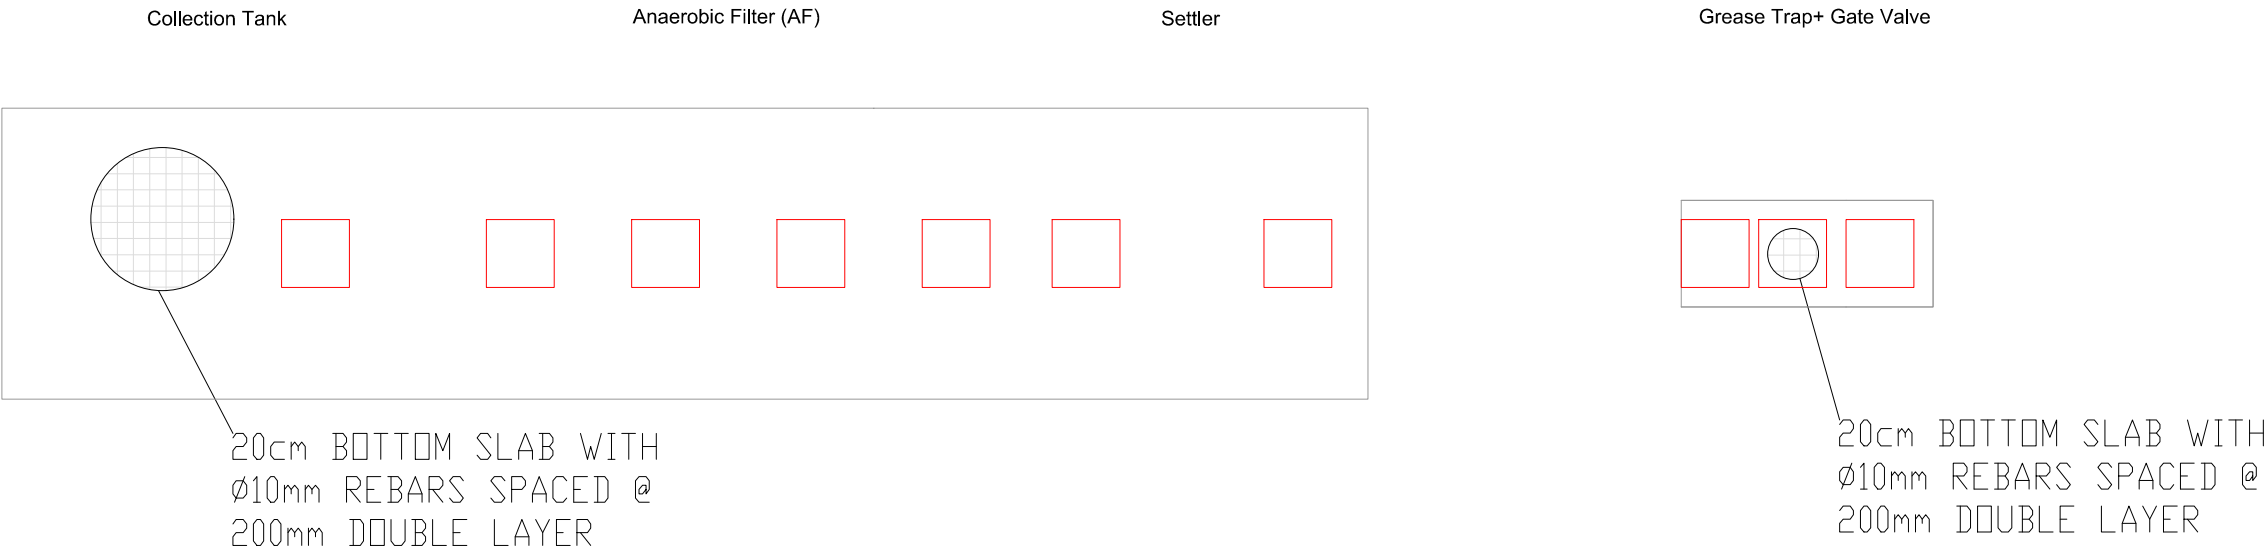 Collection Tank
Anaerobic Filter (AF)
Settler
Grease Trap+ Gate Valve
20cm BOTTOM SLAB WITH
Ø10mm REBARS SPACED @
200mm DOUBLE LAYER
20cm BOTTOM SLAB WITH
Ø10mm REBARS SPACED @
200mm DOUBLE LAYER